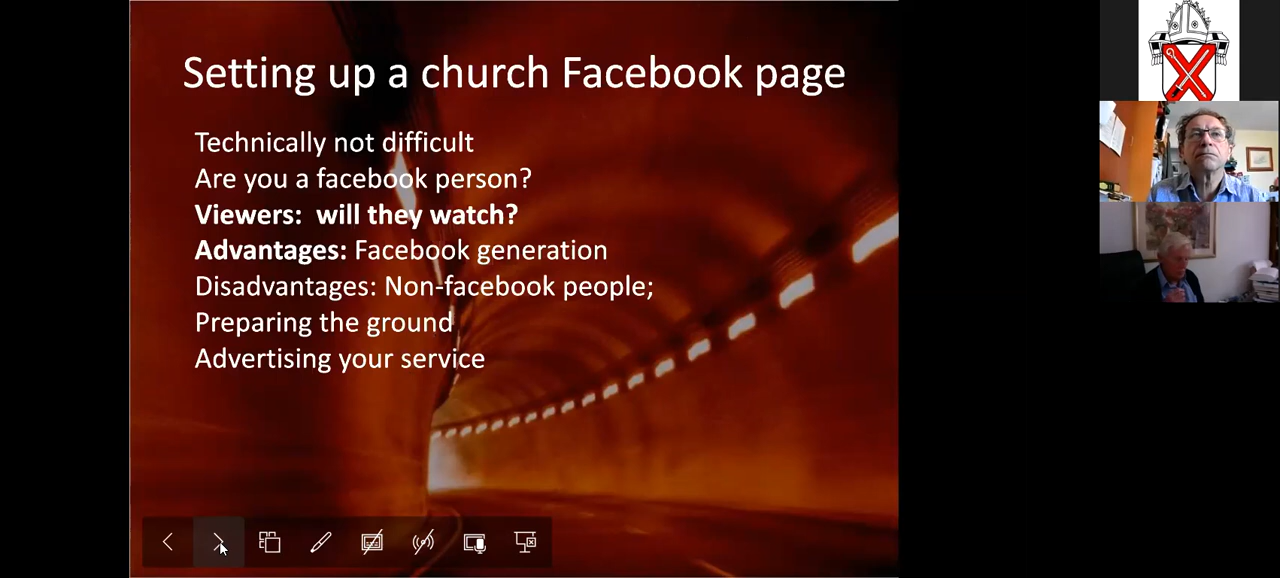 Setting up a church Facebook page
Technically not difficult
Are you a facebook person?
Viewers:  will they watch?
Advantages: Facebook generation
Disadvantages: Non-facebook people;
Preparing the ground
Advertising your service